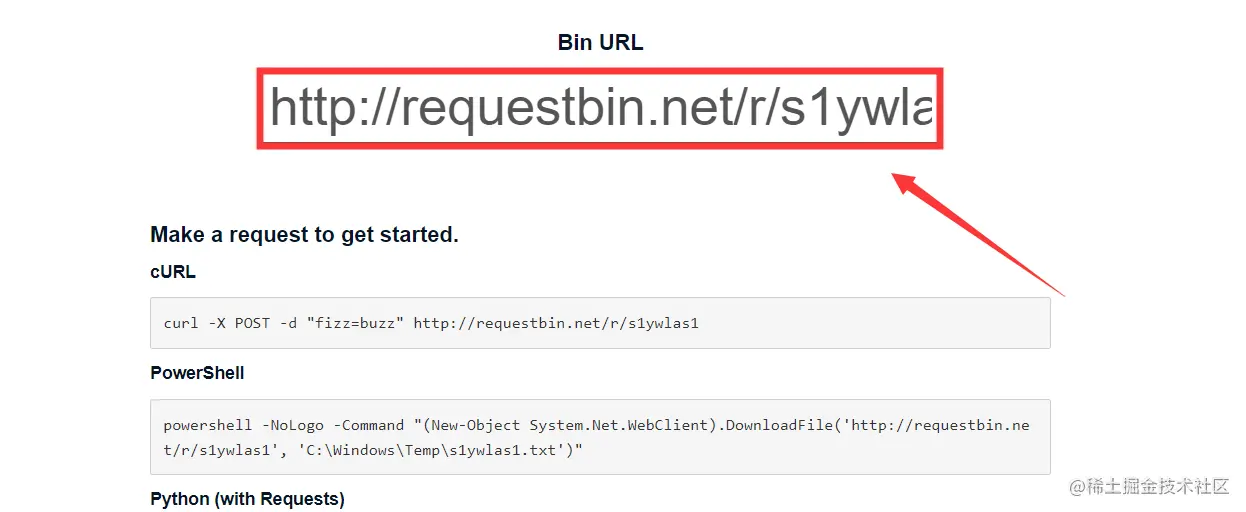 Bin URL
http://requestbin.net/r/s1ywla
Make a request to get started.
cURL
curl -X POST -d "fizz=buzz" http://requestbin.net/r/s1ywlas1
PowerShell
powershell -NoLogo -Command "(New-Object System.Net.WebClient).DownloadFile('http://requestbin.ne
t/r/s1ywlas1', 'C:\Windows\Temp\s1ywlas1.txt')"
Python (with Requests)
@稀土掘金技术社区